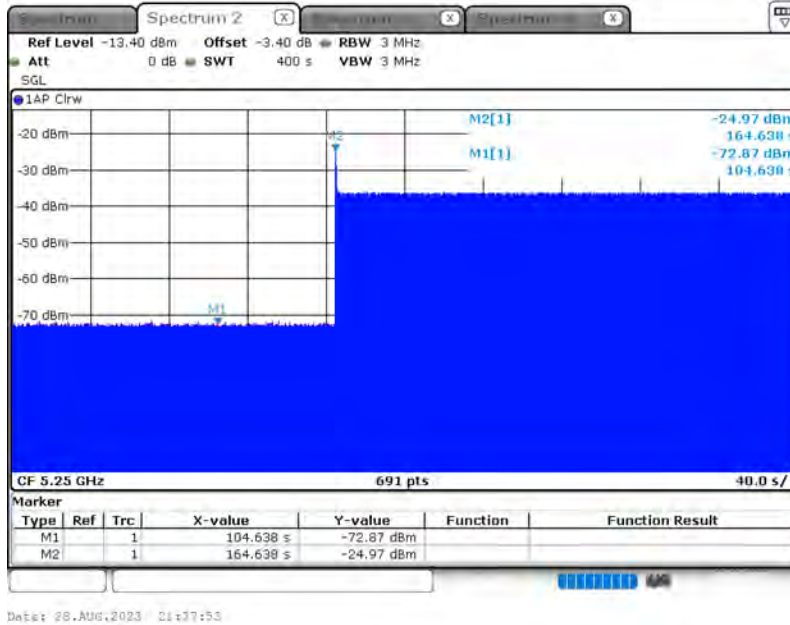 Spectrum
Spectrum 2
X
X
X
Ref Level -13.40 dBm Offset -3.40 dB RBW 3 MHz
Att 0 dB SWT 400 s VBW 3 MHz
SGL
1AP Clrw
M2[1] -24.97 dBm
164.638 s
M1[1] -72.87 dBm
104.638 s
M2
-20 dBm
-30 dBm
-40 dBm
-50 dBm
-60 dBm
-70 dBm
M1
CF 5.25 GHz 691 pts 40.0 s/
Marker
Type Ref Trc X-value Y-value Function Function Result
M1 1 104.638 s -72.87 dBm
M2 1 164.638 s -24.97 dBm
Date: 28.AUG.2023 21:37:53